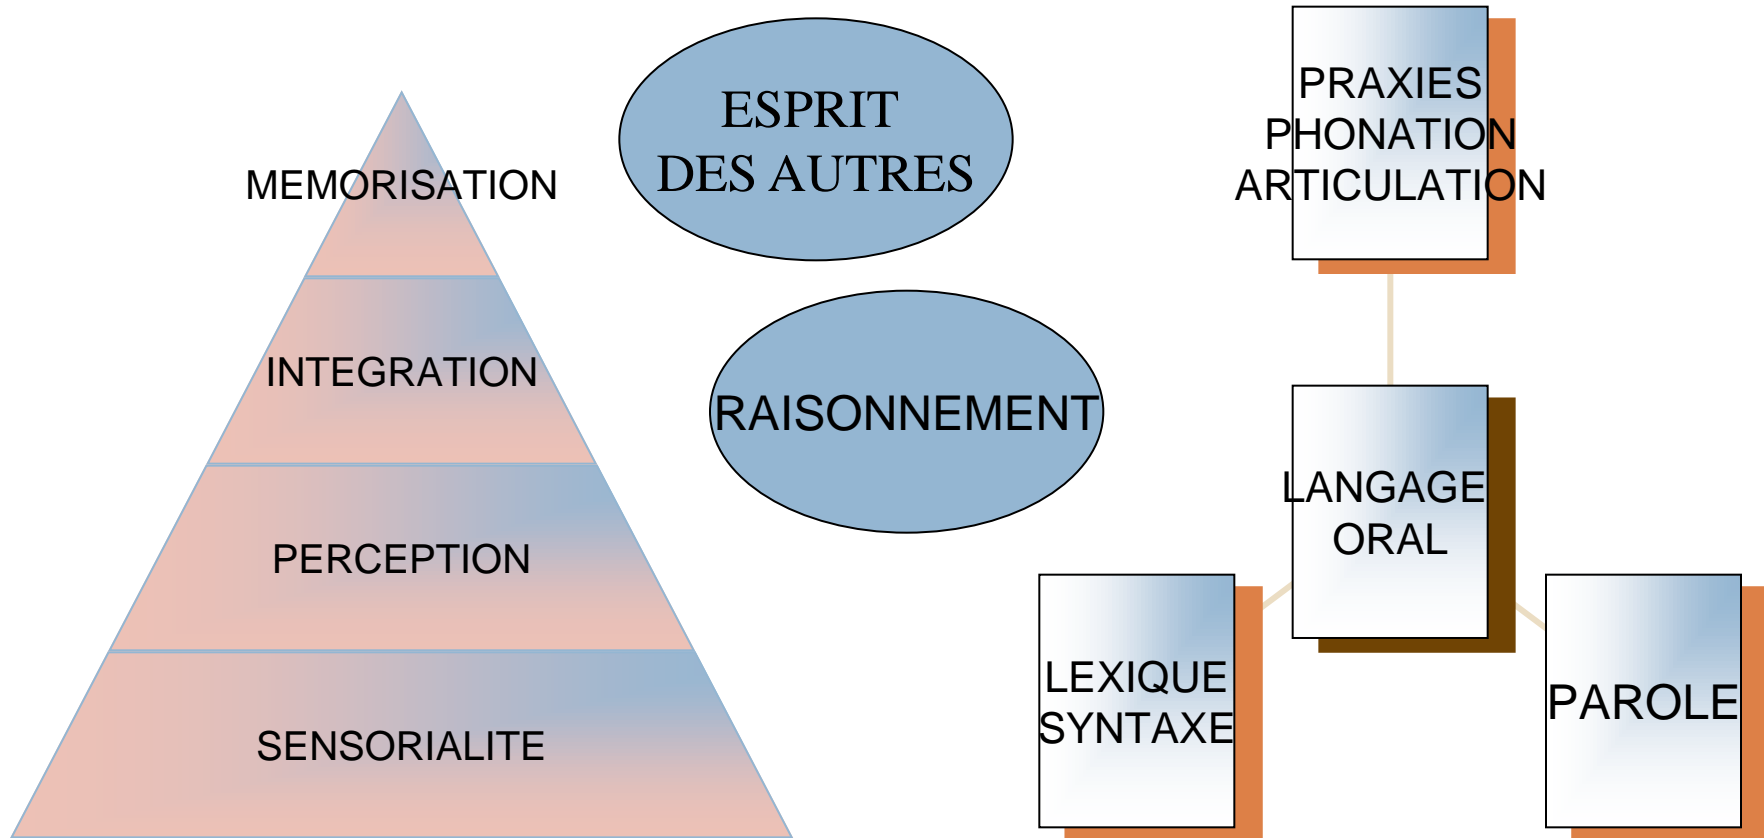 MEMORISATION
INTEGRATION
PERCEPTION
SENSORIALITE
ESPRIT
DES AUTRES
RAISONNEMENT
PRAXIES
PHONATION
ARTICULATION
LANGAGE
ORAL
LEXIQUE
SYNTAXE
PAROLE